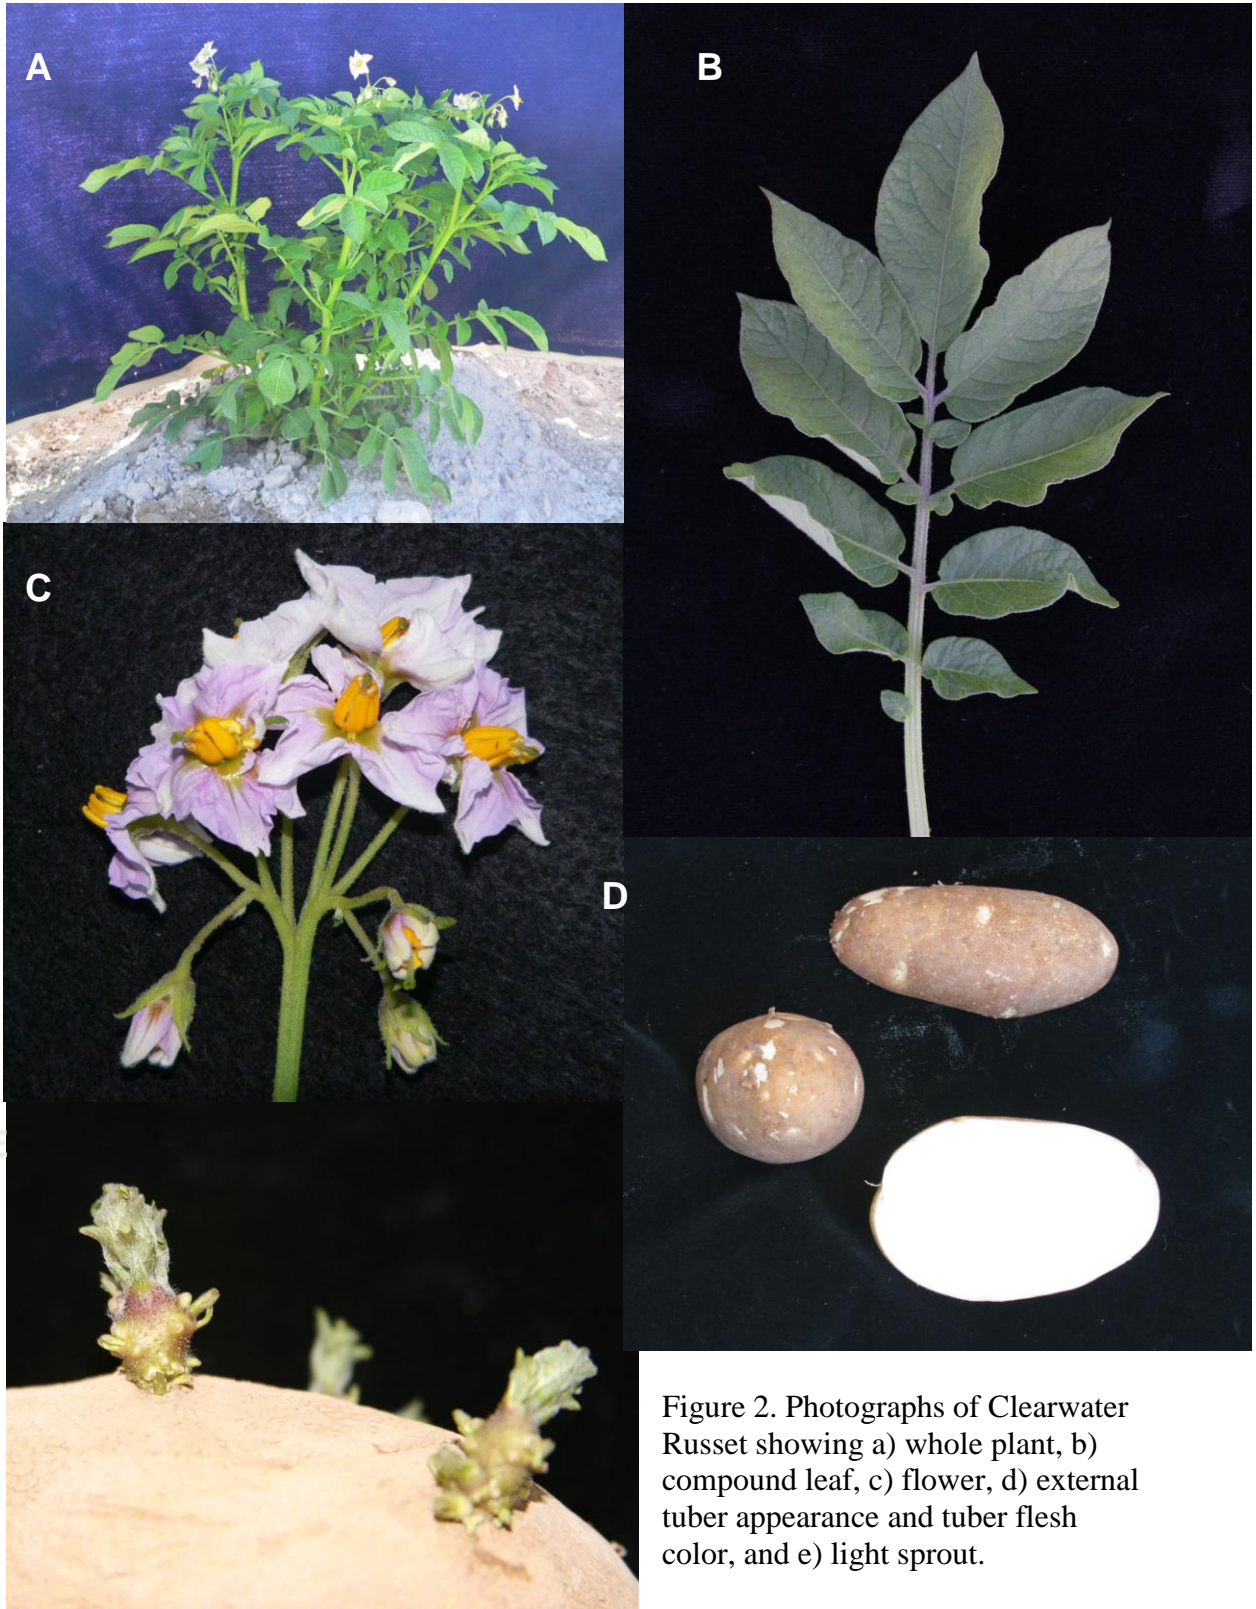 A
B
C
D
E
Figure 2. Photographs of Clearwater
Russet showing a) whole plant, b)
compound leaf, c) flower, d) external
tuber appearance and tuber flesh
color, and e) light sprout.